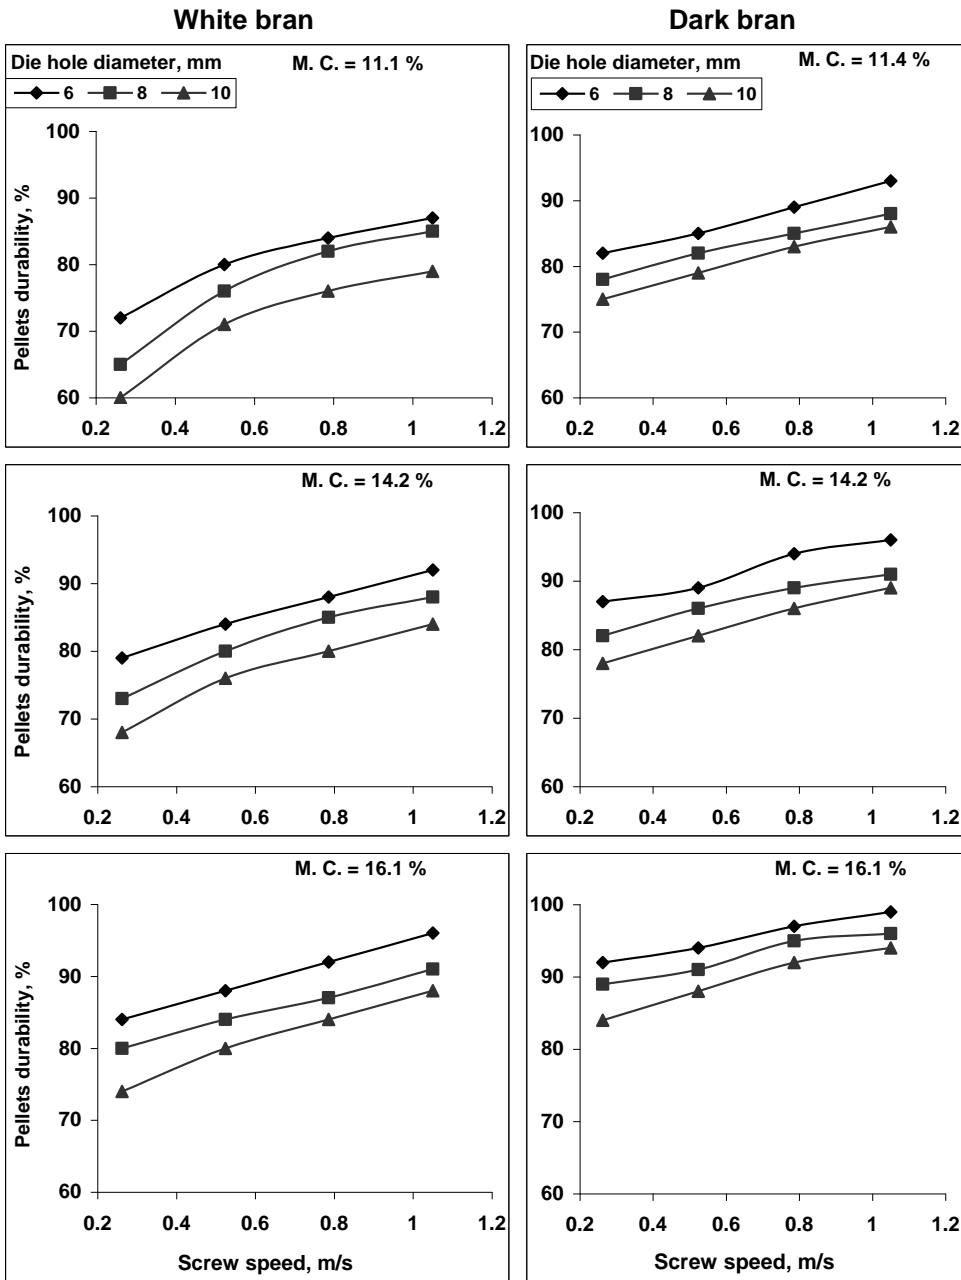 White bran
Dark bran
Die hole diameter, mm
M. C. = 11.1 %
6 8 10
100
90
80
70
60
0.2 0.4 0.6 0.8 1 1.2
Pellets durability, %
Die hole diameter, mm
M. C. = 11.4 %
6 8 10
100
90
80
70
60
0.2 0.4 0.6 0.8 1 1.2
M. C. = 14.2 %
100
90
80
70
60
0.2 0.4 0.6 0.8 1 1.2
Pellets durability, %
M. C. = 14.2 %
100
90
80
70
60
0.2 0.4 0.6 0.8 1 1.2
M. C. = 16.1 %
100
90
80
70
60
0.2 0.4 0.6 0.8 1 1.2
Pellets durability, %
Screw speed, m/s
M. C. = 16.1 %
100
90
80
70
60
0.2 0.4 0.6 0.8 1 1.2
Screw speed, m/s